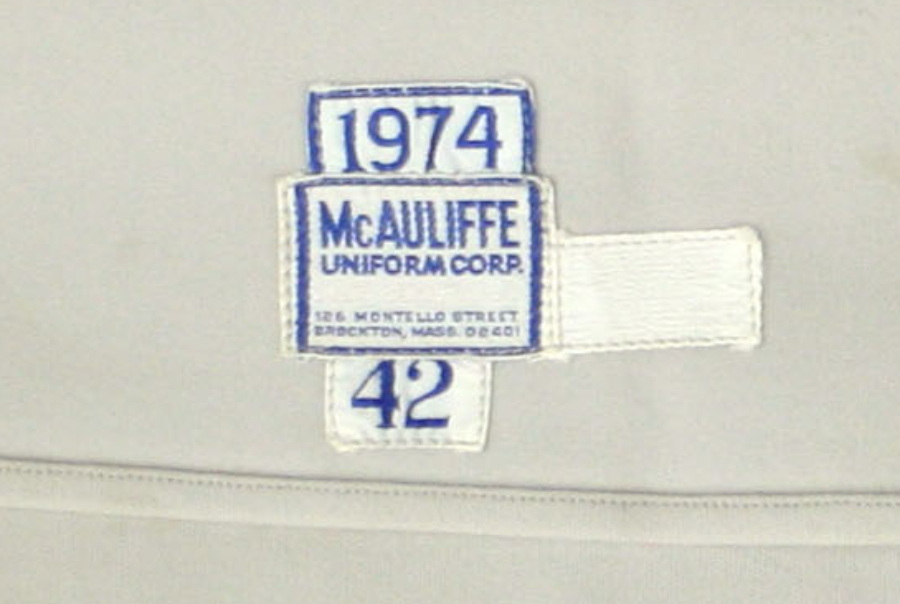 1974
McAULIFFE
UNIFORM CORP.
126 MONTELLO STREET
BROCKTON, MASS. 02401
42